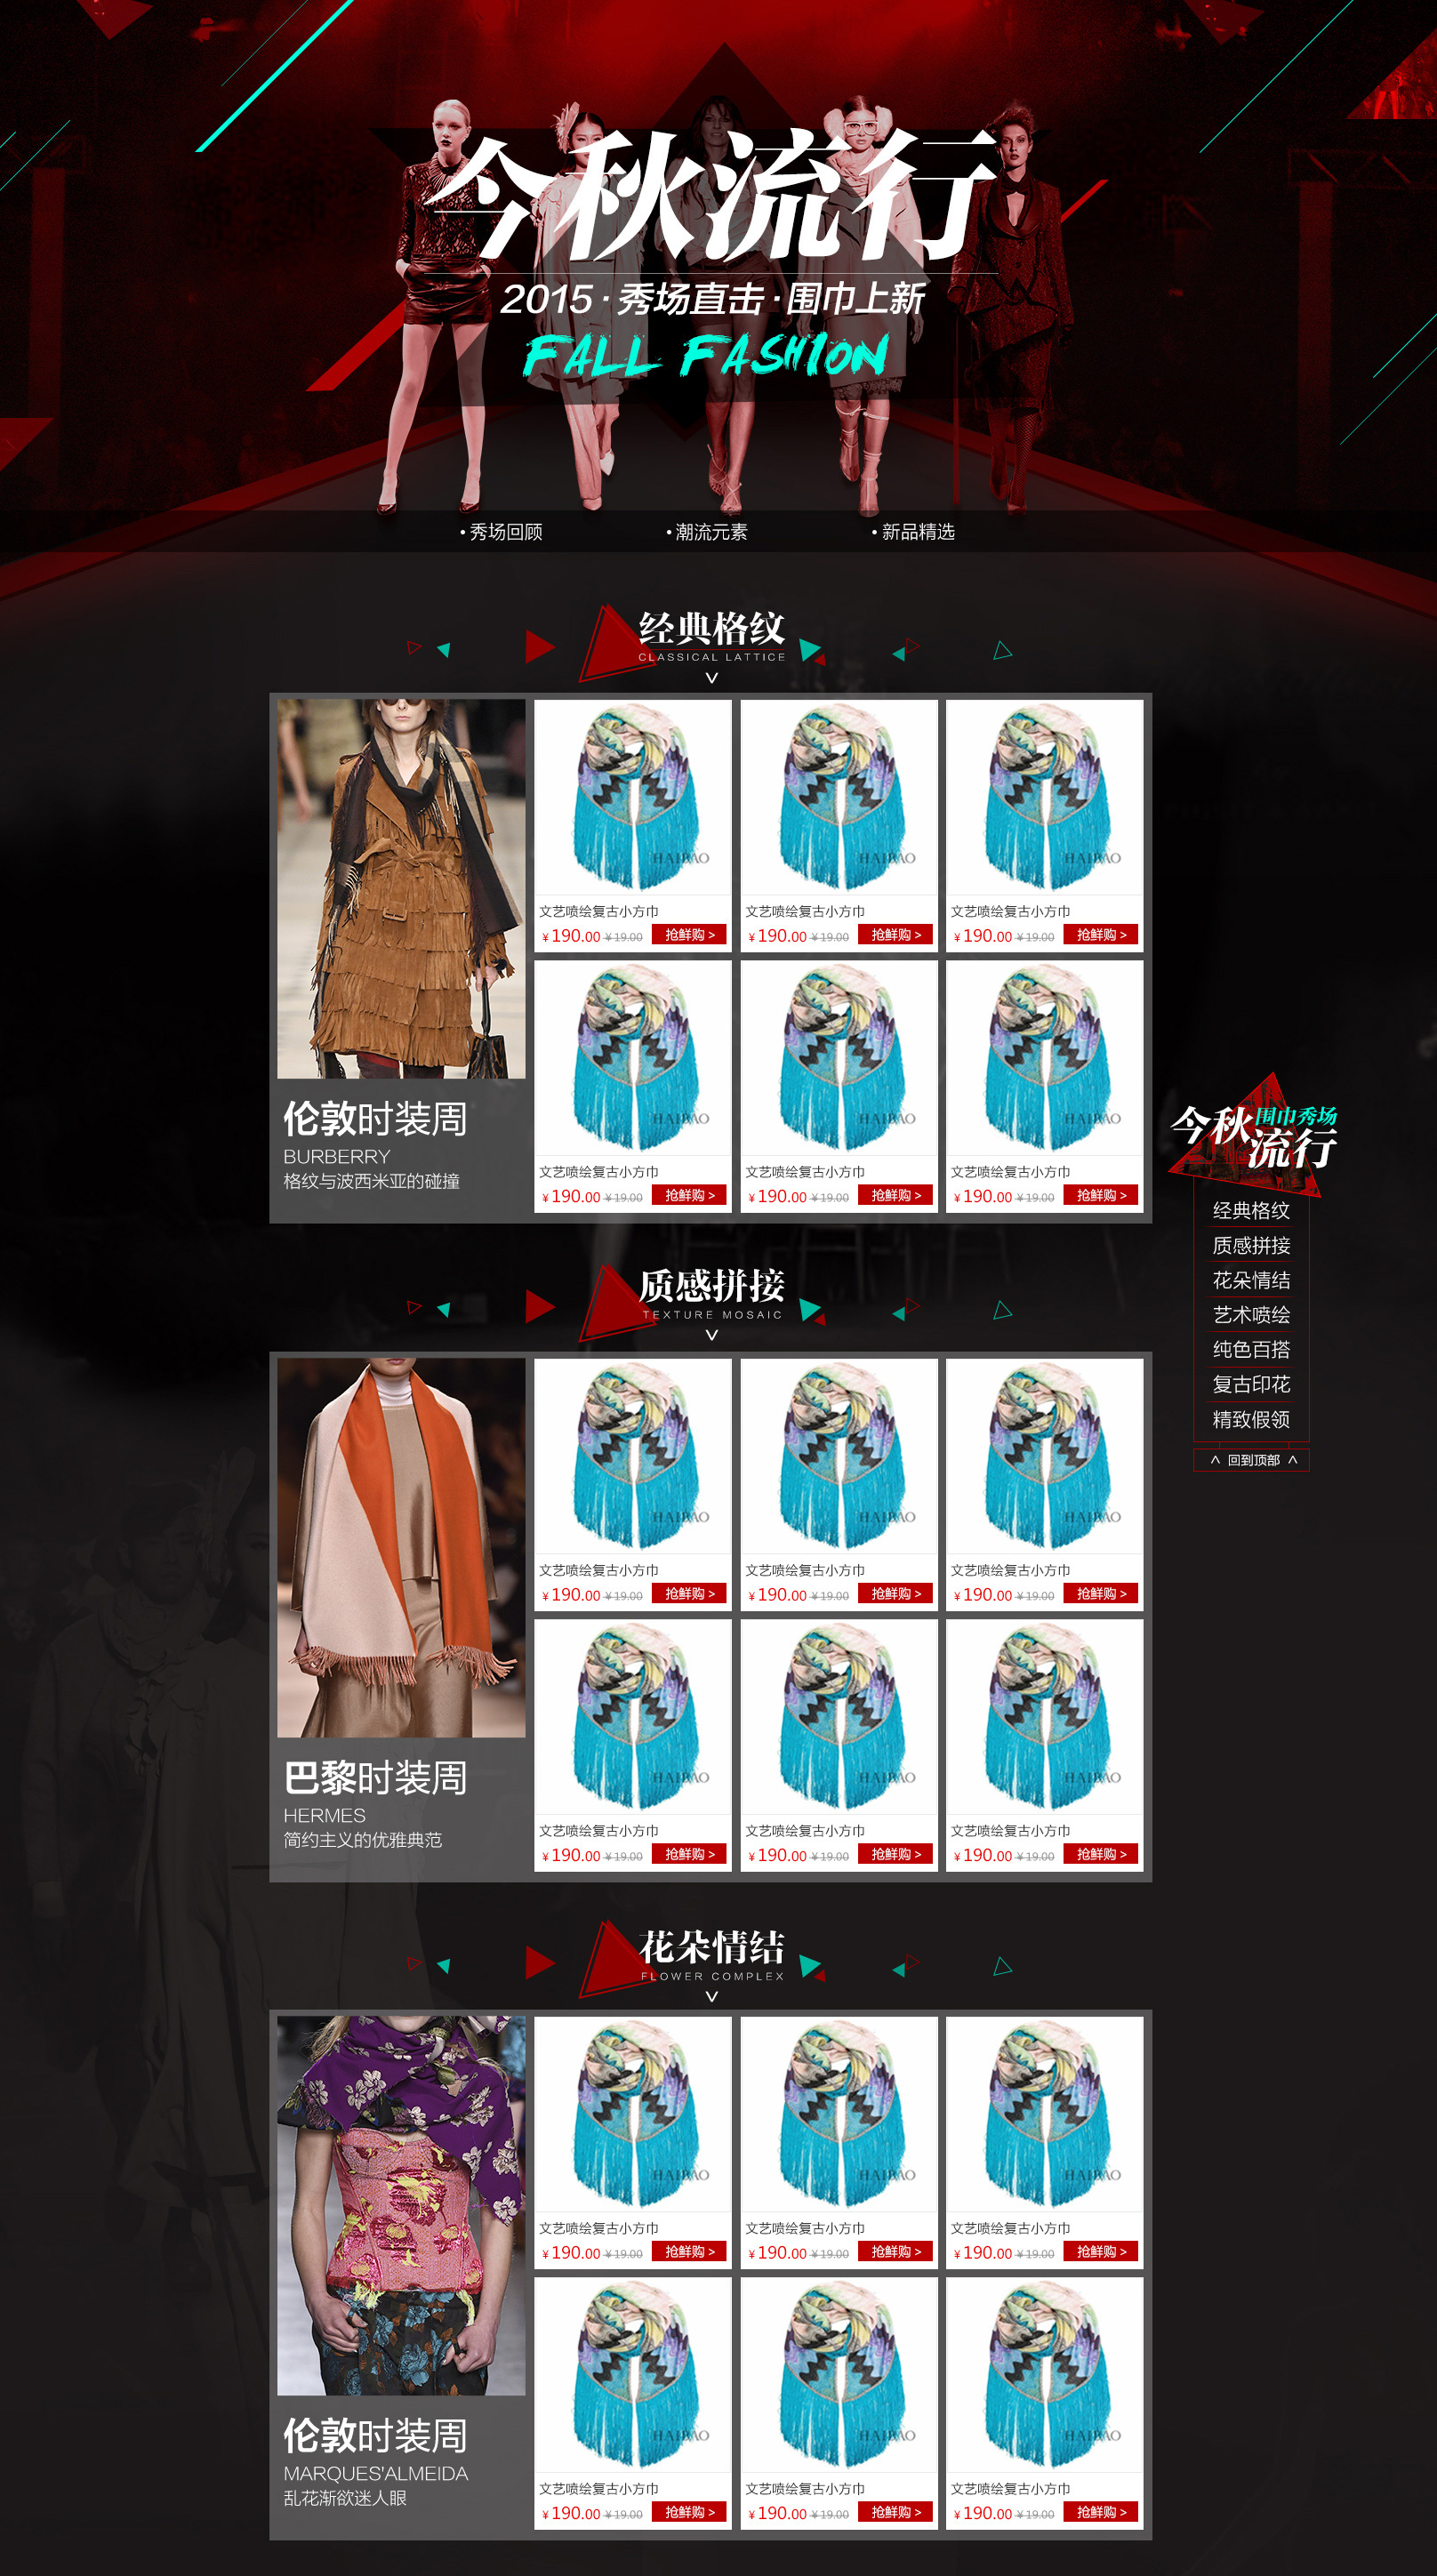 今秋流行
2015·秀场直击·围巾上新
FALL FASHION
• 秀场回顾 • 潮流元素 • 新品精选
经典格纹
CLASSICAL LATTICE
HAIBAO HAIBAO HAIBAO
文艺喷绘复古小方巾 文艺喷绘复古小方巾 文艺喷绘复古小方巾
¥190.00 ¥19.00 抢鲜购 > ¥190.00 ¥19.00 抢鲜购 > ¥190.00 ¥19.00 抢鲜购 >
HAIBAO HAIBAO HAIBAO
文艺喷绘复古小方巾 文艺喷绘复古小方巾 文艺喷绘复古小方巾
¥190.00 ¥19.00 抢鲜购 > ¥190.00 ¥19.00 抢鲜购 > ¥190.00 ¥19.00 抢鲜购 >
伦敦时装周
BURBERRY
格纹与波西米亚的碰撞
今秋流行
围巾秀场
经典格纹
质感拼接
花朵情结
艺术喷绘
纯色百搭
复古印花
精致假领
回到顶部
质感拼接
TEXTURE MOSAIC
HAIBAO HAIBAO HAIBAO
文艺喷绘复古小方巾 文艺喷绘复古小方巾 文艺喷绘复古小方巾
¥190.00 ¥19.00 抢鲜购 > ¥190.00 ¥19.00 抢鲜购 > ¥190.00 ¥19.00 抢鲜购 >
HAIBAO HAIBAO HAIBAO
文艺喷绘复古小方巾 文艺喷绘复古小方巾 文艺喷绘复古小方巾
¥190.00 ¥19.00 抢鲜购 > ¥190.00 ¥19.00 抢鲜购 > ¥190.00 ¥19.00 抢鲜购 >
巴黎时装周
HERMES
简约主义的优雅典范
花朵情结
FLOWER COMPLEX
HAIBAO HAIBAO HAIBAO
文艺喷绘复古小方巾 文艺喷绘复古小方巾 文艺喷绘复古小方巾
¥190.00 ¥19.00 抢鲜购 > ¥190.00 ¥19.00 抢鲜购 > ¥190.00 ¥19.00 抢鲜购 >
HAIBAO HAIBAO HAIBAO
文艺喷绘复古小方巾 文艺喷绘复古小方巾 文艺喷绘复古小方巾
¥190.00 ¥19.00 抢鲜购 > ¥190.00 ¥19.00 抢鲜购 > ¥190.00 ¥19.00 抢鲜购 >
伦敦时装周
MARQUES'ALMEIDA
乱花渐欲迷人眼